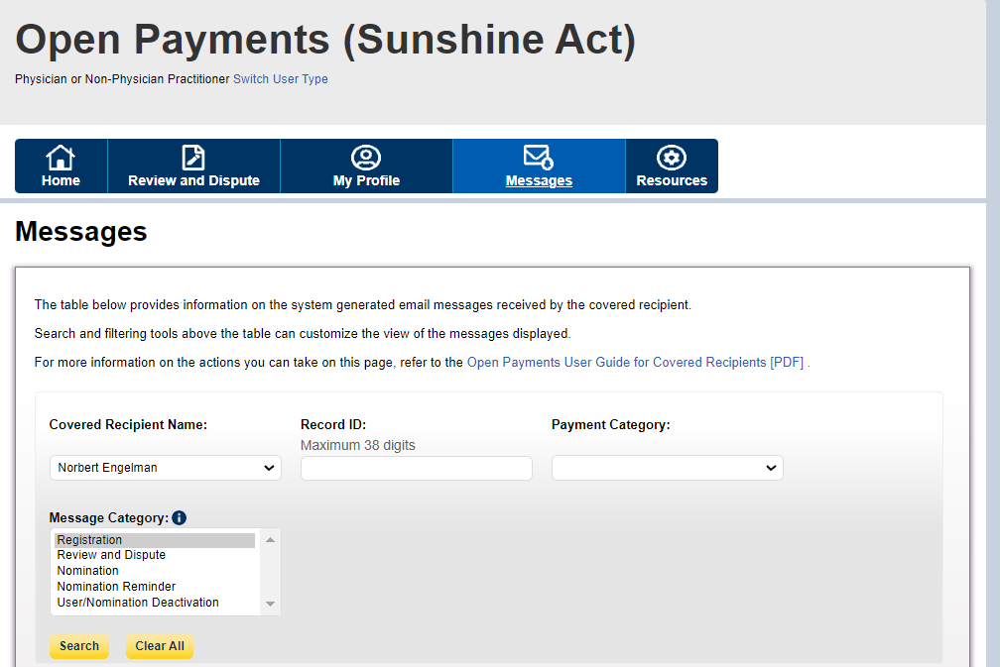 Open Payments (Sunshine Act)
Physician or Non-Physician Practitioner Switch User Type
Home
Review and Dispute
My Profile
Messages
Resources
Messages
The table below provides information on the system generated email messages received by the covered recipient.
Search and filtering tools above the table can customize the view of the messages displayed.
For more information on the actions you can take on this page, refer to the Open Payments User Guide for Covered Recipients [PDF] .
Covered Recipient Name:
Record ID:
Payment Category:
Maximum 38 digits
Norbert Engelman
Message Category:
Registration
Review and Dispute
Nomination
Nomination Reminder
User/Nomination Deactivation
Search
Clear All